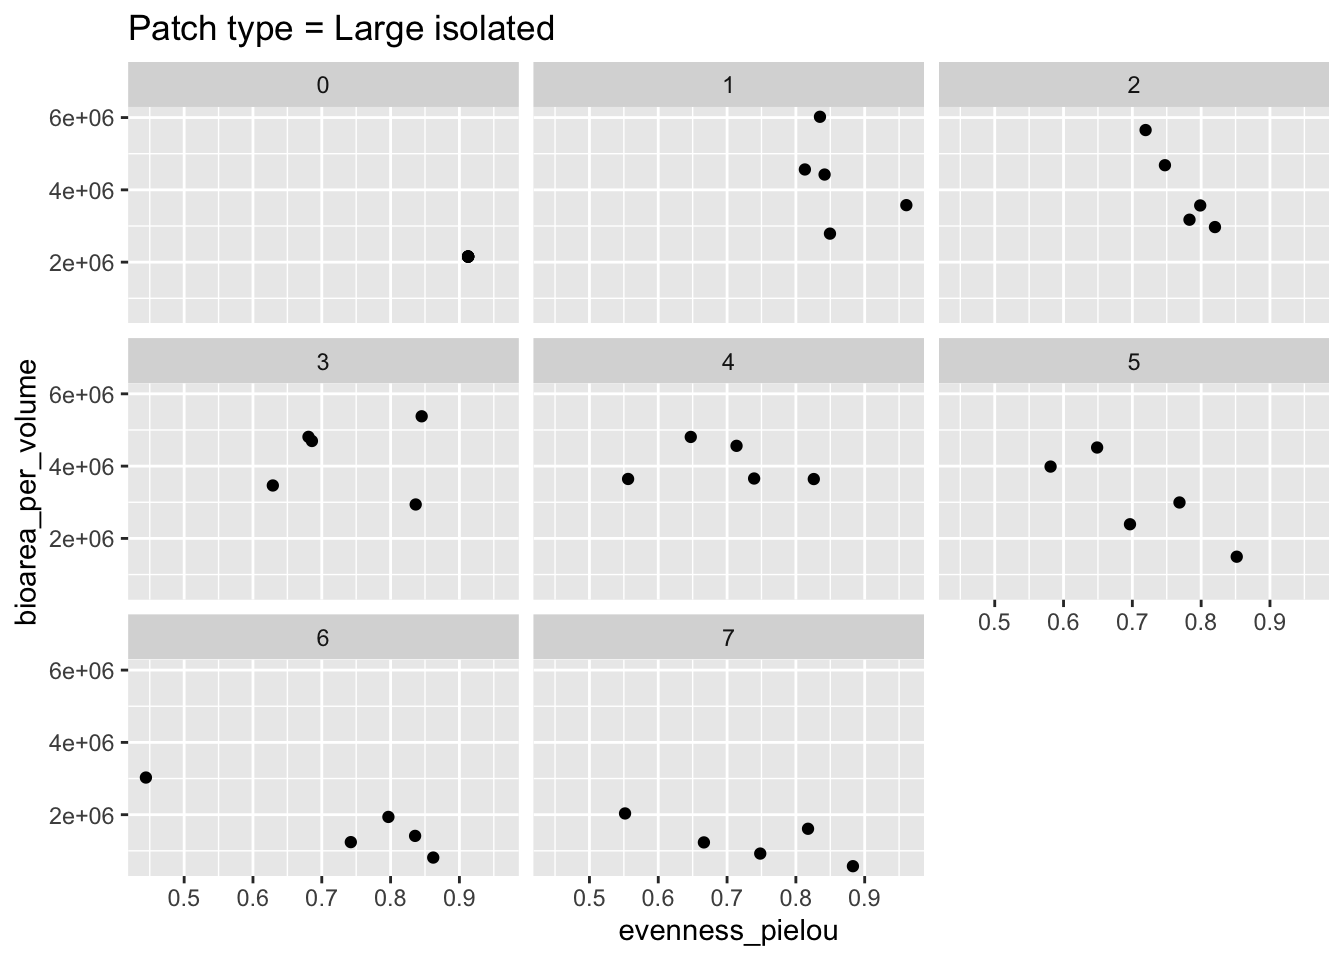 Patch type = Large isolated
0 1 2
6e+06
4e+06
2e+06
3 4 5
6e+06
4e+06
2e+06
0.5 0.6 0.7 0.8 0.9
6 7
6e+06
4e+06
2e+06
0.5 0.6 0.7 0.8 0.9 0.5 0.6 0.7 0.8 0.9
evenness_pielou
bioarea_per_volume